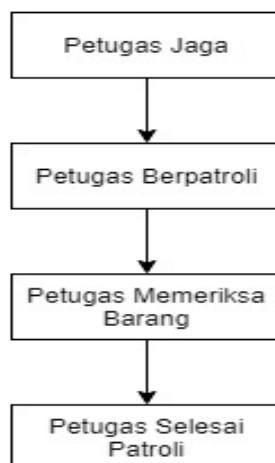 Petugas Jaga
Petugas Berpatroli
Petugas Memeriksa
Barang
Petugas Selesai
Patroli